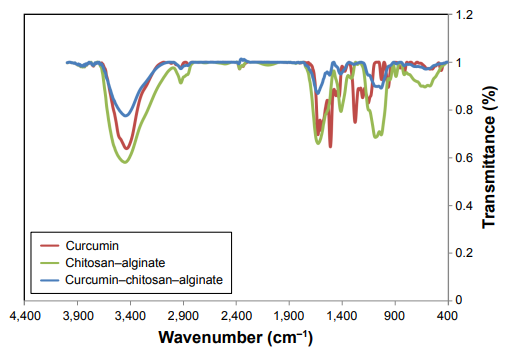 1.2
1
0.8
0.6
0.4
0.2
0
Transmittance (%)
Curcumin
Chitosan–alginate
Curcumin–chitosan–alginate
4,400 3,900 3,400 2,900 2,400 1,900 1,400 900 400
Wavenumber (cm⁻¹)